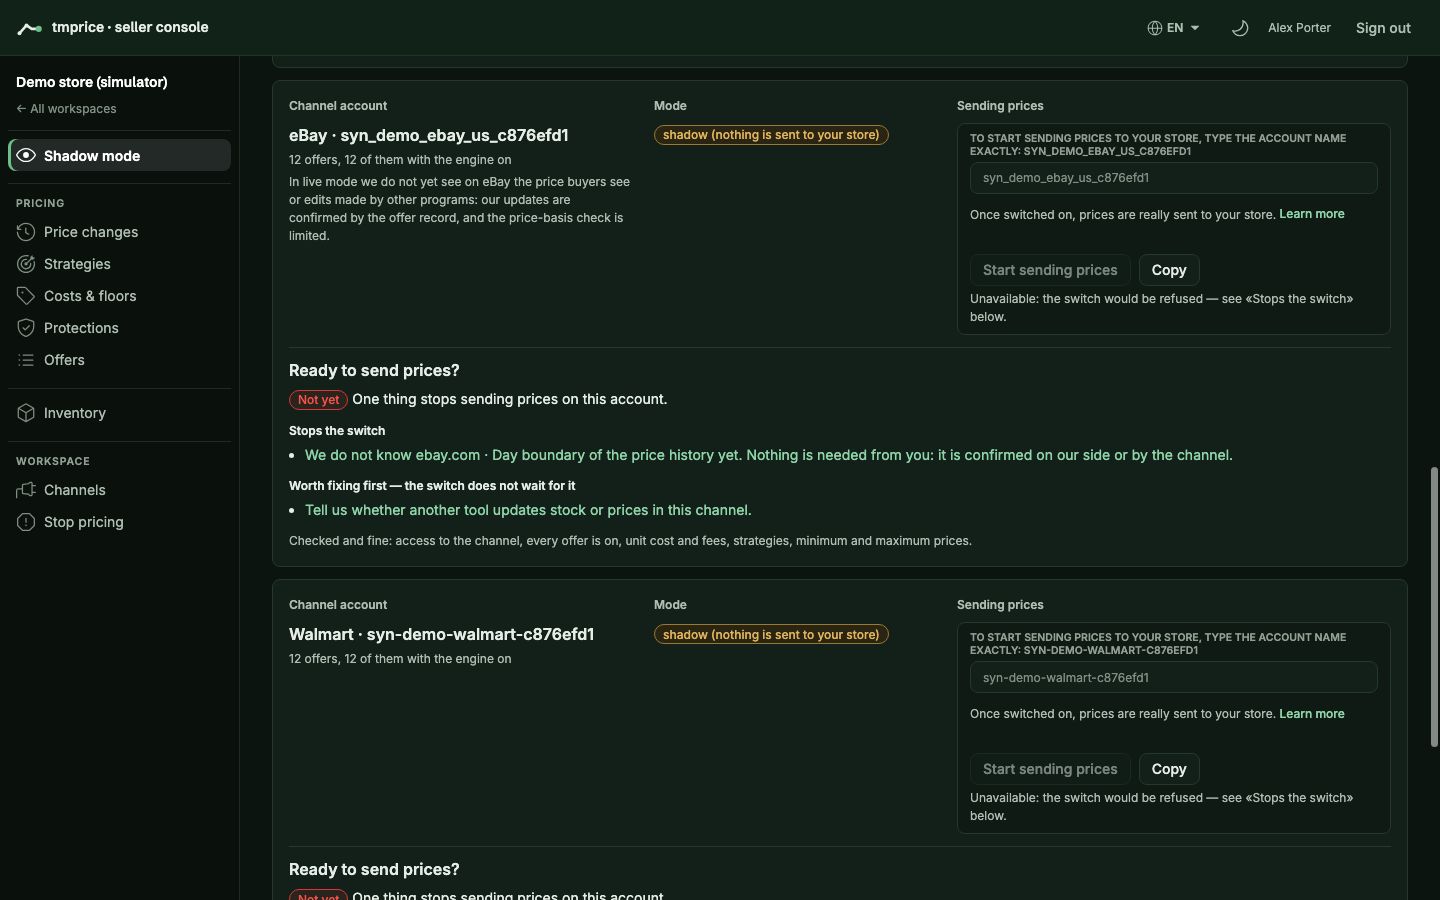 tmprice · seller console
EN
Alex Porter
Sign out
Demo store (simulator)
← All workspaces
Shadow mode
PRICING
Price changes
Strategies
Costs & floors
Protections
Offers
Inventory
WORKSPACE
Channels
Stop pricing
Channel account
eBay · syn_demo_ebay_us_c876efd1
12 offers, 12 of them with the engine on
In live mode we do not yet see on eBay the price buyers see
or edits made by other programs: our updates are
confirmed by the offer record, and the price-basis check is
limited.
Mode
shadow (nothing is sent to your store)
Sending prices
TO START SENDING PRICES TO YOUR STORE, TYPE THE ACCOUNT NAME
EXACTLY: SYN_DEMO_EBAY_US_C876EFD1
syn_demo_ebay_us_c876efd1
Once switched on, prices are really sent to your store. Learn more
Start sending prices
Copy
Unavailable: the switch would be refused — see «Stops the switch»
below.
Ready to send prices?
Not yet One thing stops sending prices on this account.
Stops the switch
• We do not know ebay.com · Day boundary of the price history yet. Nothing is needed from you: it is confirmed on our side or by the channel.
Worth fixing first — the switch does not wait for it
• Tell us whether another tool updates stock or prices in this channel.
Checked and fine: access to the channel, every offer is on, unit cost and fees, strategies, minimum and maximum prices.
Channel account
Walmart · syn-demo-walmart-c876efd1
12 offers, 12 of them with the engine on
Mode
shadow (nothing is sent to your store)
Sending prices
TO START SENDING PRICES TO YOUR STORE, TYPE THE ACCOUNT NAME
EXACTLY: SYN-DEMO-WALMART-C876EFD1
syn-demo-walmart-c876efd1
Once switched on, prices are really sent to your store. Learn more
Start sending prices
Copy
Unavailable: the switch would be refused — see «Stops the switch»
below.
Ready to send prices?
Not yet One thing stops sending prices on this account.